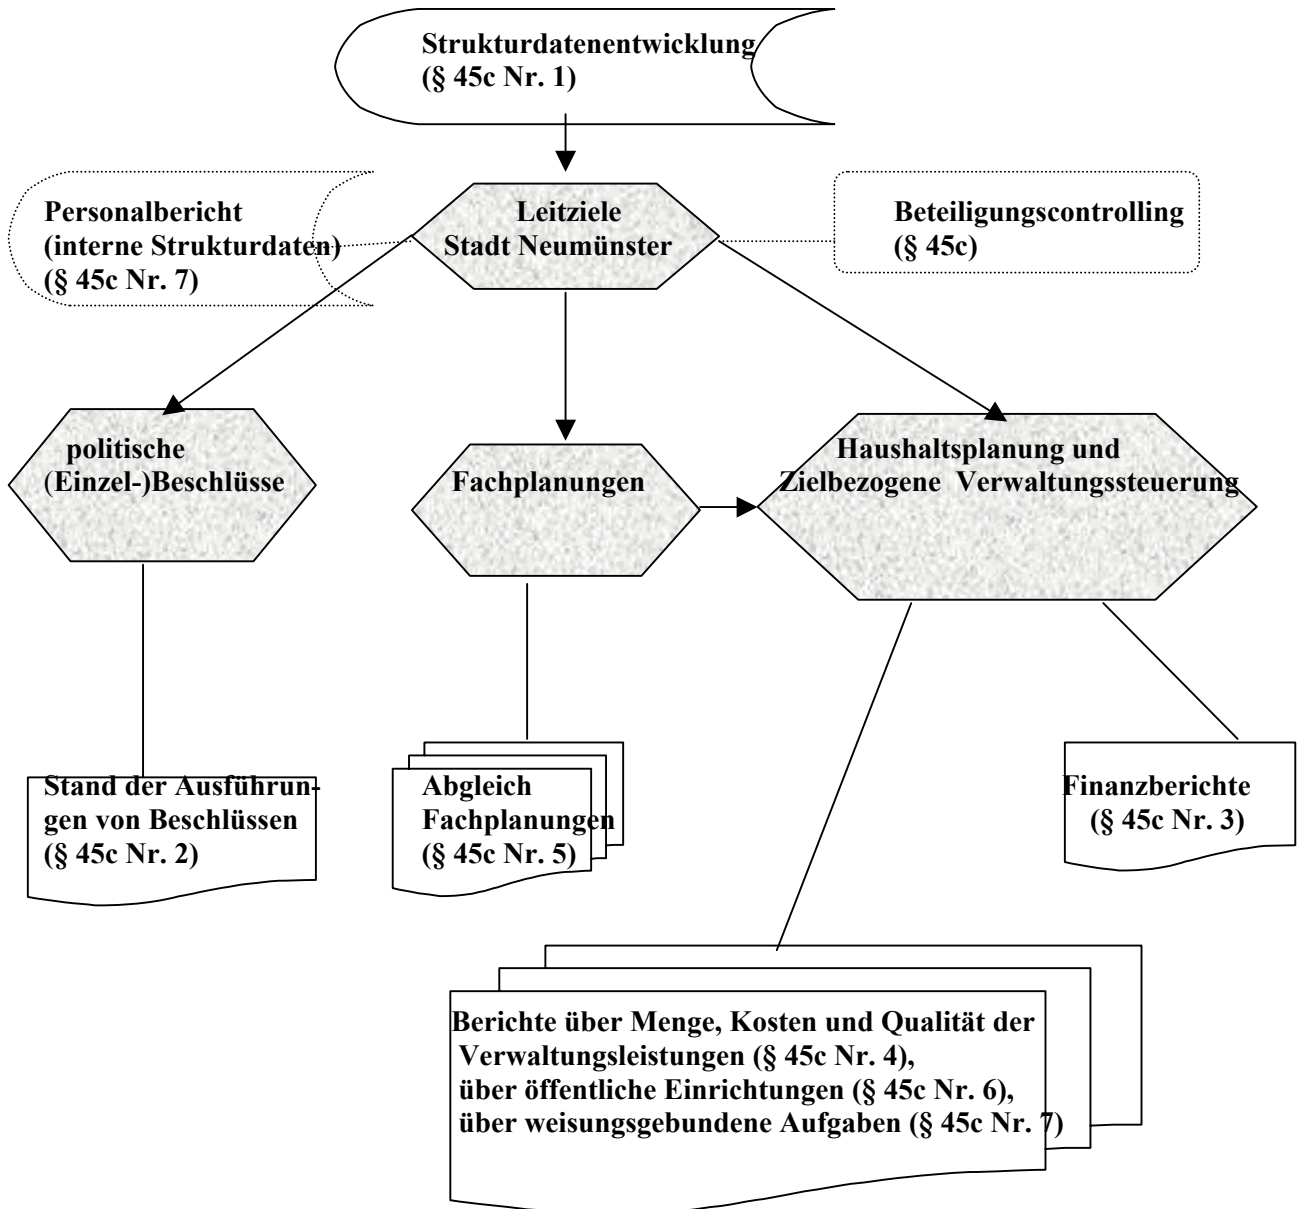 Strukturdatenentwicklung
(§ 45c Nr. 1)
Personalbericht
(interne Strukturdaten)
(§ 45c Nr. 7)
Leitziele
Stadt Neumünster
Beteiligungscontrolling
(§ 45c)
politische
(Einzel-)Beschlüsse
Fachplanungen
Haushaltsplanung und
Zielbezogene Verwaltungssteuerung
Stand der Ausführun-
gen von Beschlüssen
(§ 45c Nr. 2)
Abgleich
Fachplanungen
(§ 45c Nr. 5)
Finanzberichte
(§ 45c Nr. 3)
Berichte über Menge, Kosten und Qualität der
Verwaltungsleistungen (§ 45c Nr. 4),
über öffentliche Einrichtungen (§ 45c Nr. 6),
über weisungsgebundene Aufgaben (§ 45c Nr. 7)